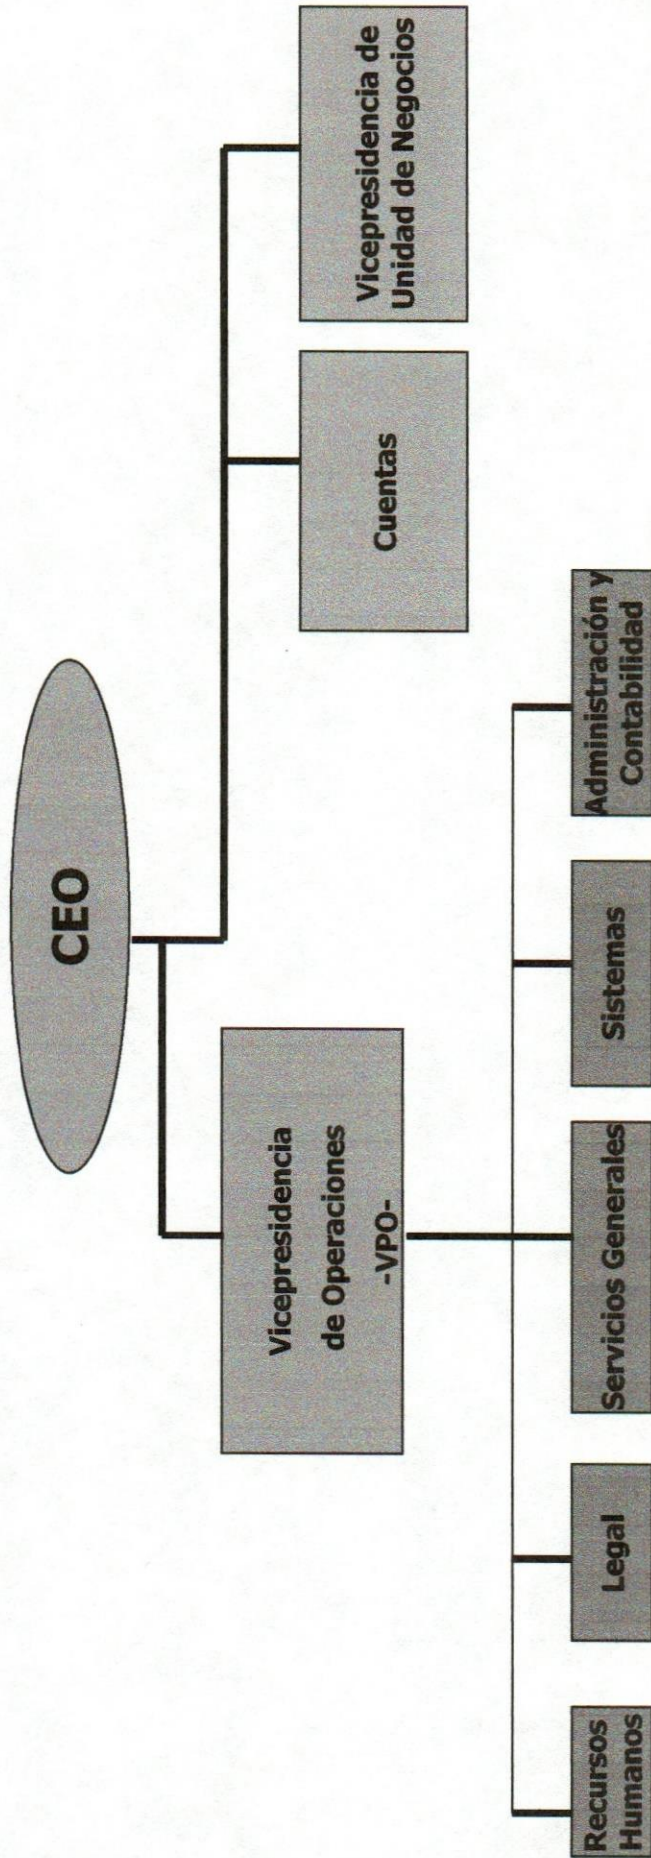 CEO
Vicepresidencia
de Operaciones
-VPO-
Cuentas
Vicepresidencia de
Unidad de Negocios
Recursos
Humanos
Legal
Servicios Generales
Sistemas
Administración y
Contabilidad